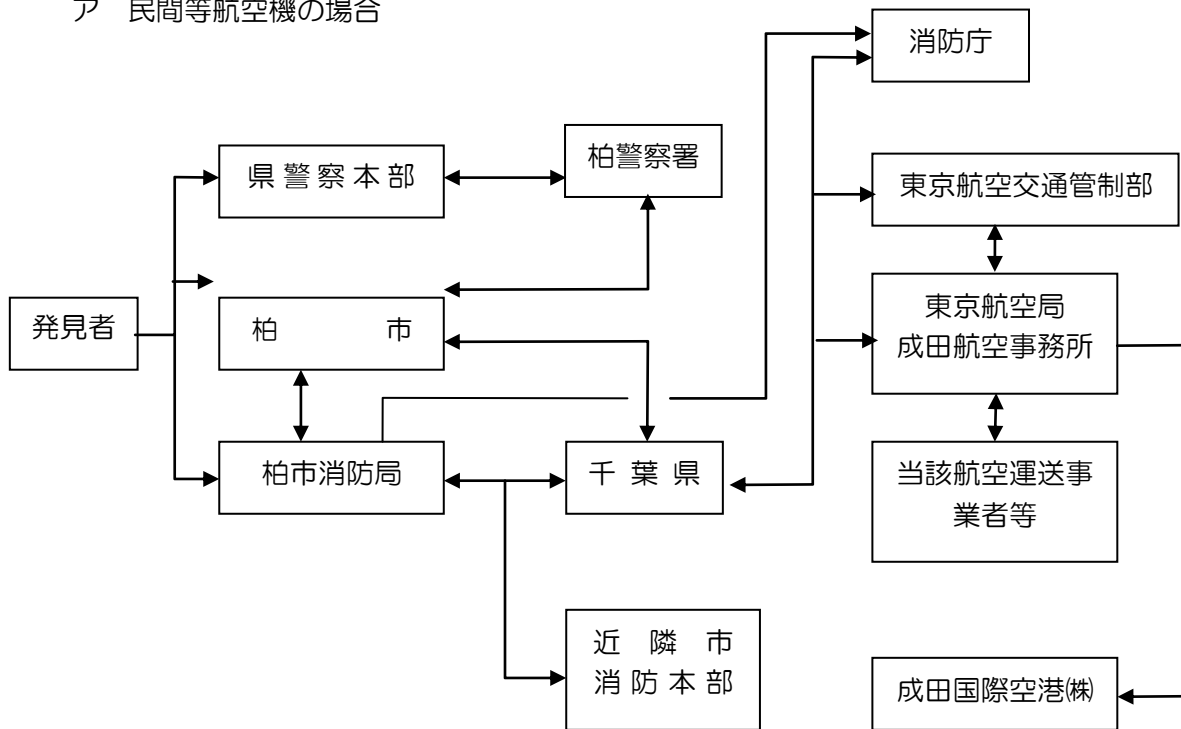 ア 民間等航空機の場合
消防庁
柏警察署
県警察本部
東京航空交通管制部
発見者
柏 市
東京航空局
成田航空事務所
柏市消防局
千葉県
当該航空運送事
業者等
近隣市
消防本部
成田国際空港㈱